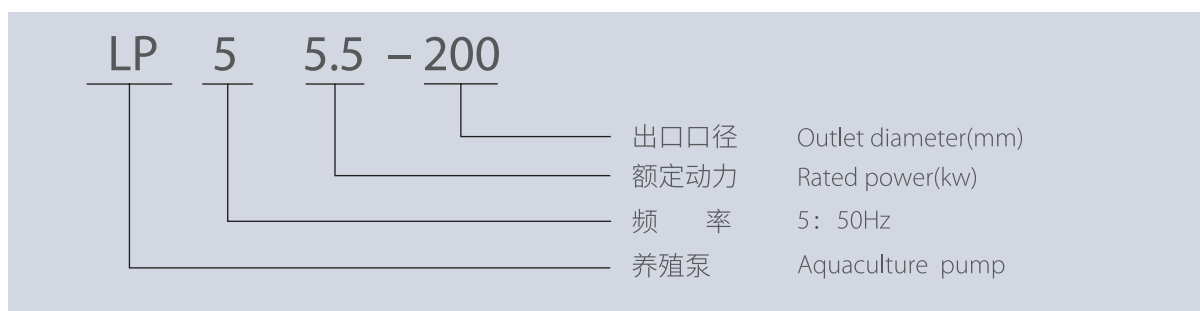 LP 5 5.5 – 200
出口口径 Outlet diameter(mm)
额定动力 Rated power(kw)
频 率 5：50Hz
养殖泵 Aquaculture pump